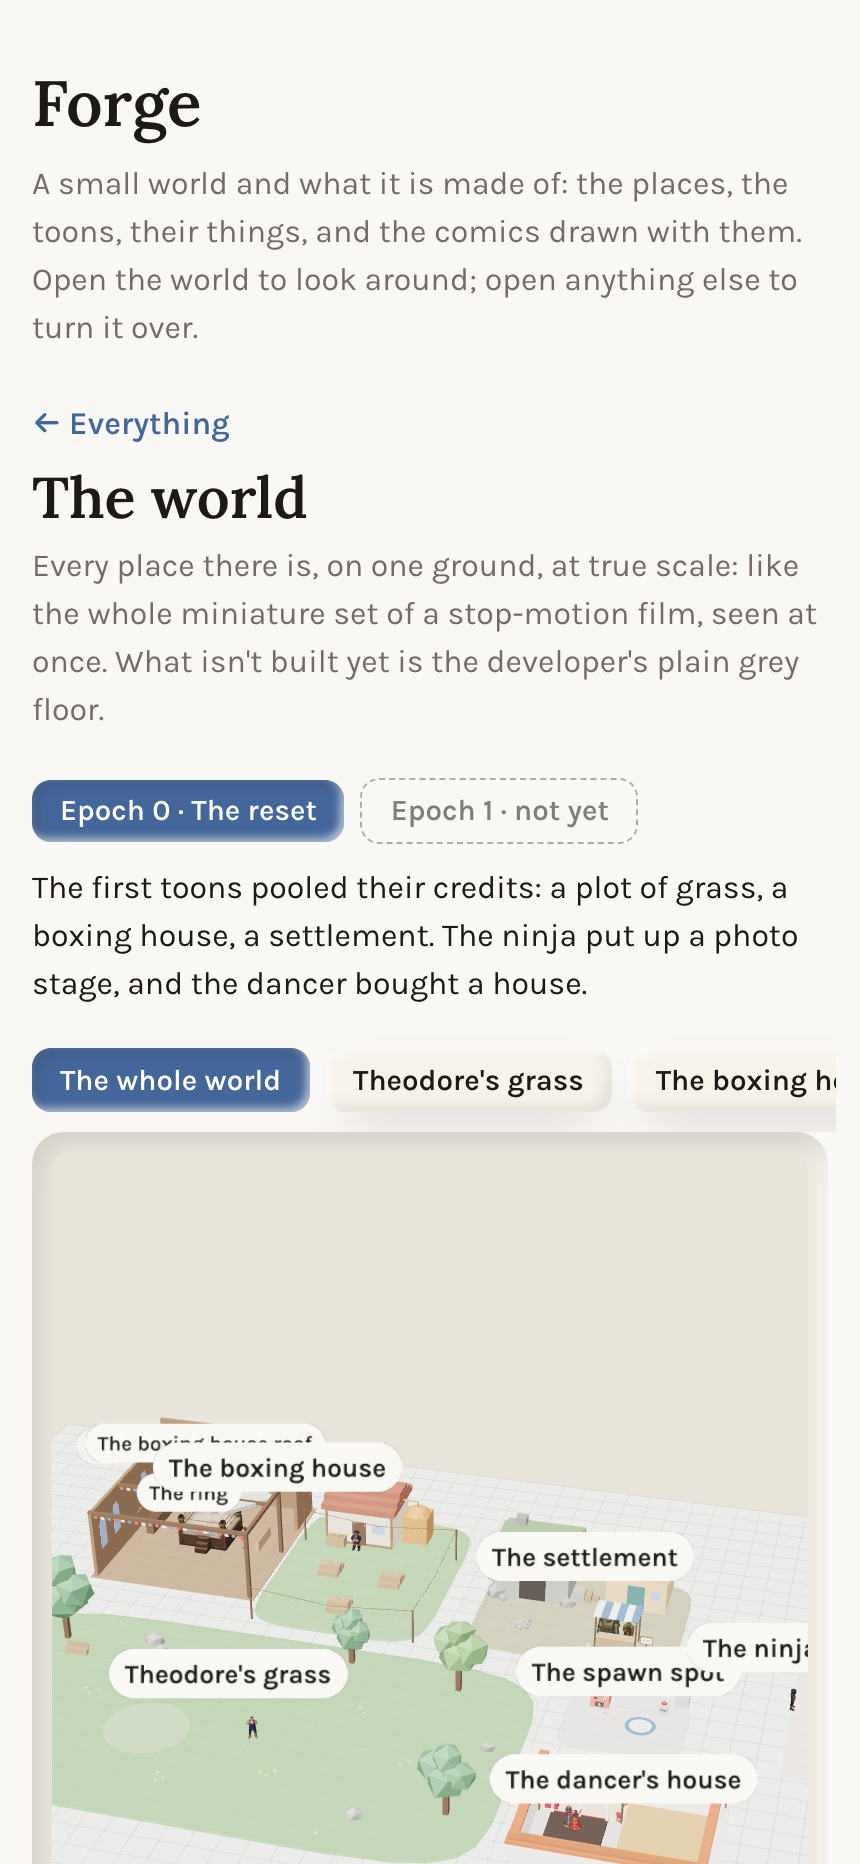 Forge
A small world and what it is made of: the places, the
toons, their things, and the comics drawn with them.
Open the world to look around; open anything else to
turn it over.
← Everything
The world
Every place there is, on one ground, at true scale: like
the whole miniature set of a stop-motion film, seen at
once. What isn't built yet is the developer's plain grey
floor.
Epoch 0 · The reset
Epoch 1 · not yet
The first toons pooled their credits: a plot of grass, a
boxing house, a settlement. The ninja put up a photo
stage, and the dancer bought a house.
The whole world
Theodore's grass
The boxing
The boxing house roof
The boxing house
The ring
The settlement
The ninja
Theodore's grass
The spawn spot
The dancer's house